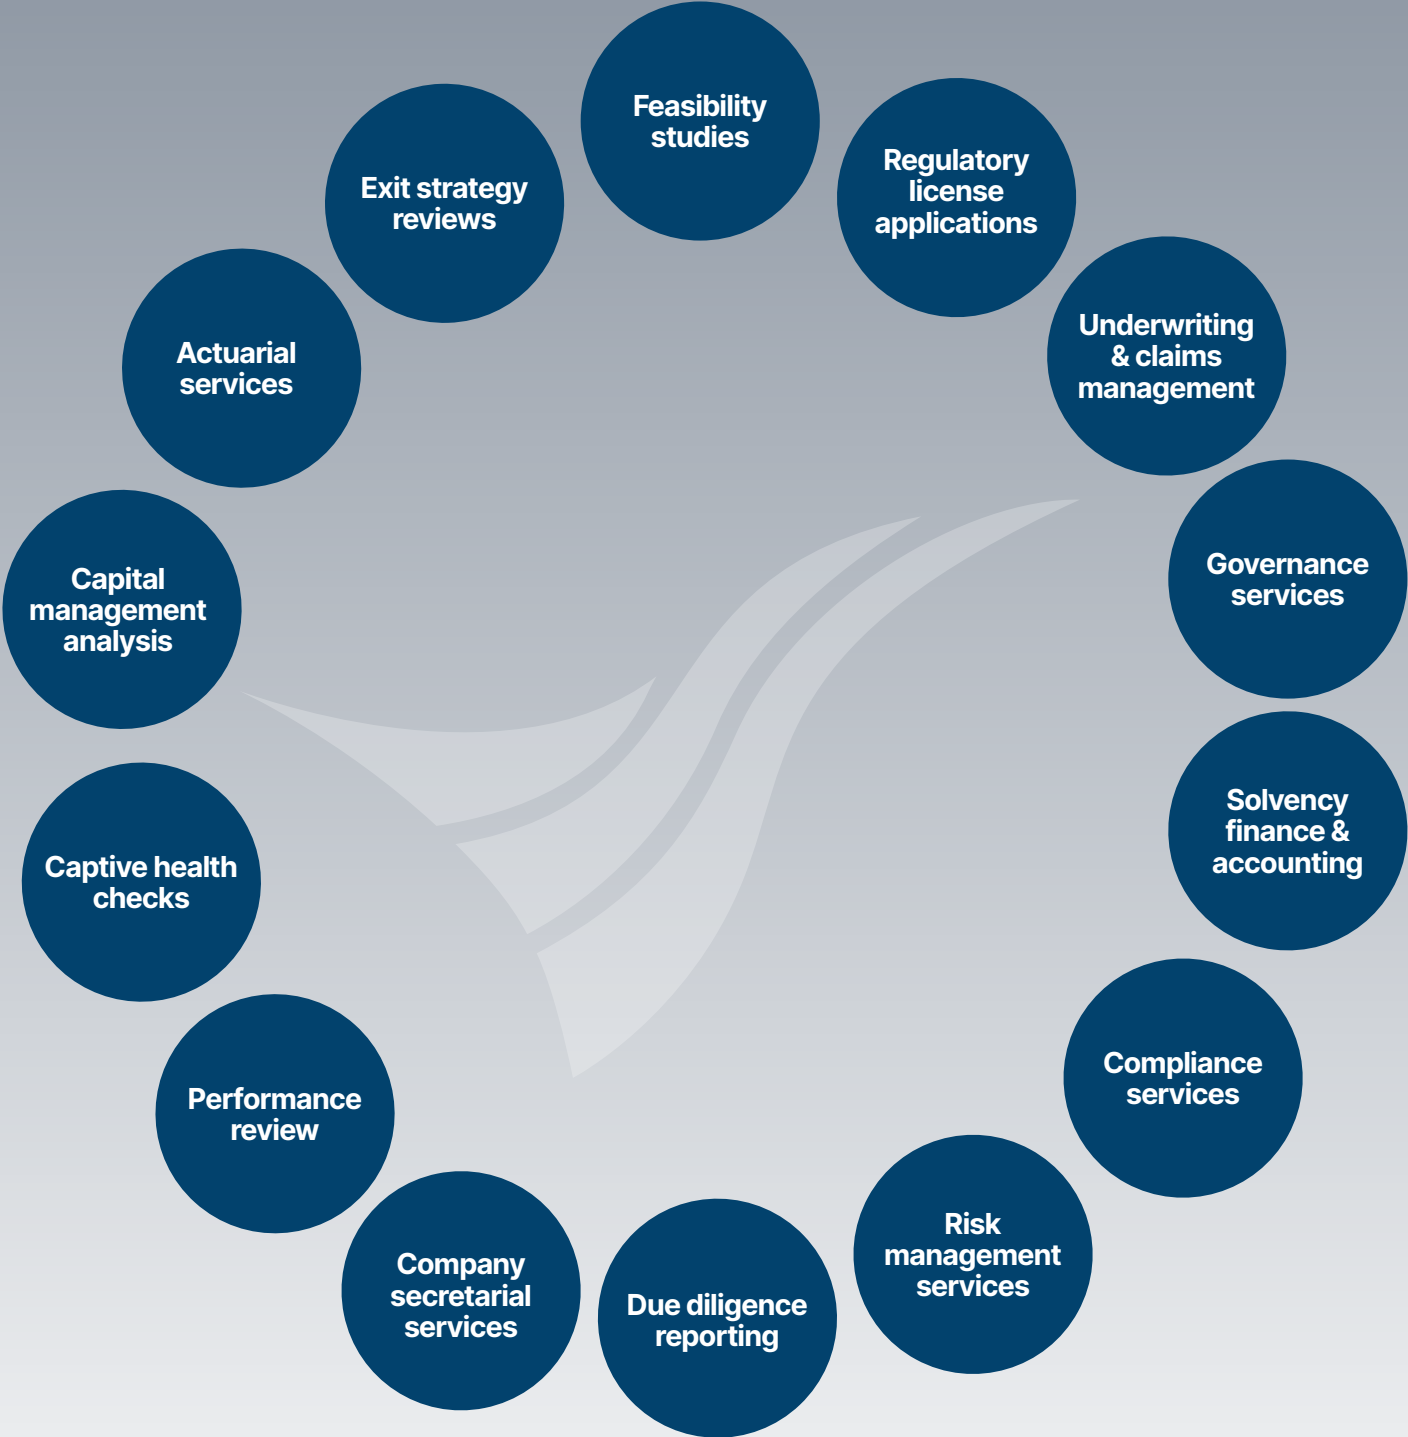 Feasibility
studies
Regulatory
license
applications
Underwriting
& claims
management
Governance
services
Solvency
finance &
accounting
Compliance
services
Risk
management
services
Due diligence
reporting
Company
secretarial
services
Performance
review
Captive health
checks
Capital
management
analysis
Actuarial
services
Exit strategy
reviews